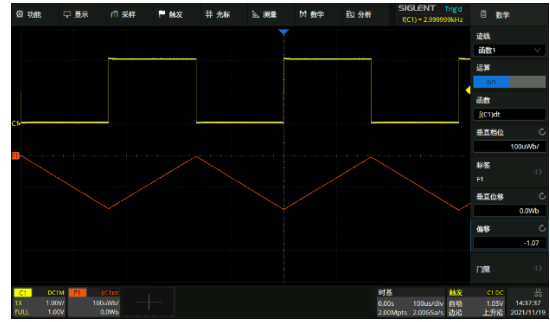 功能 显示 采样 触发 光标 测量 数学 分析 SIGLENT Trig'd 数学
f(C1) = 2.999999kHz
迹线
函数1
运算
on
函数
∫(C1)dt
垂直档位
100uWb/
标签
F1
垂直位移
0.0Wb
偏移
-1.07
门限
C1
F1
C1 DC1M F1 ∫(C1)dt 时基 触发 C1 DC
1X 1.00V/ 100uWb/ 0.00s 100us/div 自动 1.05V 14:37:37
FULL 1.00V 0.0Wb 2.00Mpts 2.00GSa/s 边沿 上升沿 2021/11/19